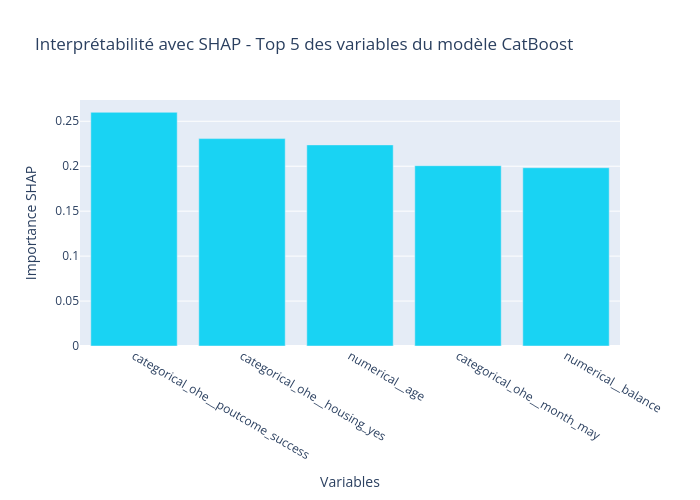 Interprétabilité avec SHAP - Top 5 des variables du modèle CatBoost
Importance SHAP
0.25
0.2
0.15
0.1
0.05
0
categorical_ohe__poutcome_success
categorical_ohe__housing_yes
numerical__age
categorical_ohe__month_may
numerical__balance
Variables